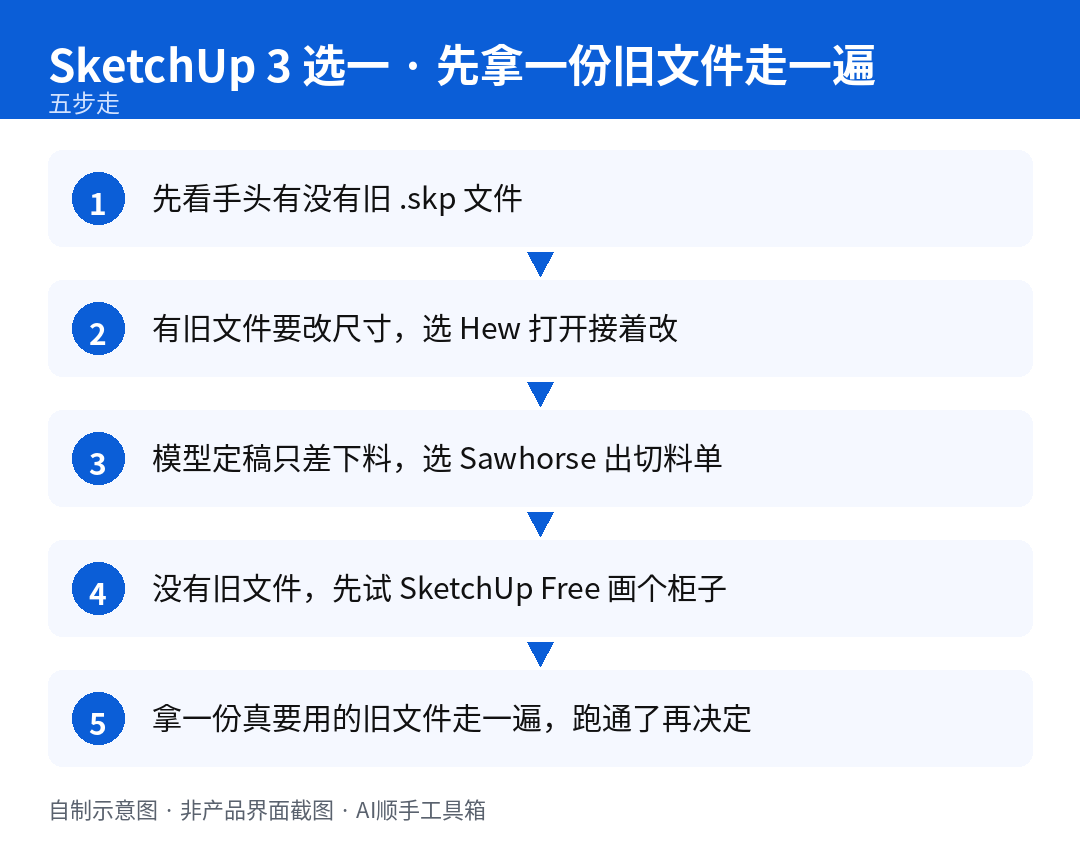 SketchUp 3 选一 · 先拿一份旧文件走一遍
五步走
1 先看手头有没有旧 .skp 文件
2 有旧文件要改尺寸，选 Hew 打开接着改
3 模型定稿只差下料，选 Sawhorse 出切料单
4 没有旧文件，先试 SketchUp Free 画个柜子
5 拿一份真要用的旧文件走一遍，跑通了再决定
自制示意图 · 非产品界面截图 · AI顺手工具箱